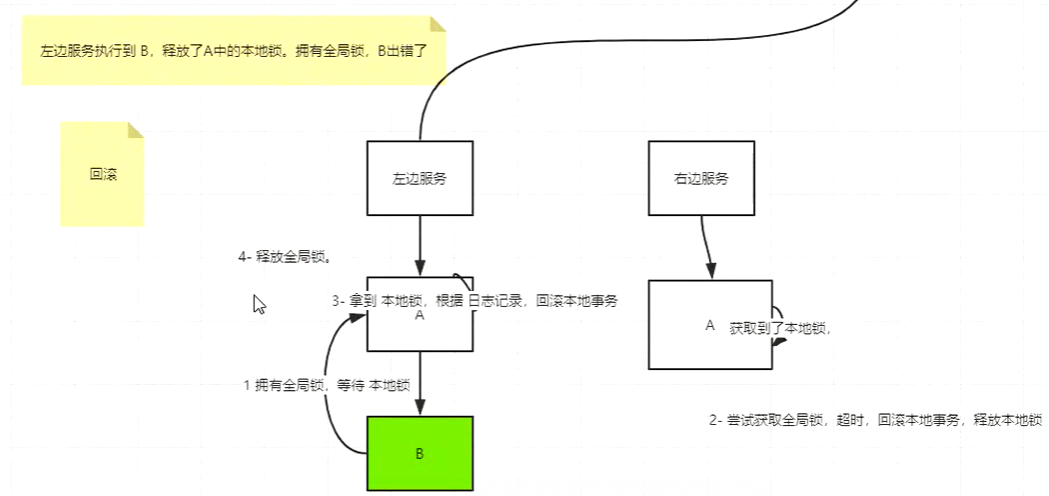 左边服务执行到 B，释放了A中的本地锁。拥有全局锁，B出错了
回滚
左边服务
右边服务
4- 释放全局锁。
3- 拿到 本地锁，根据 日志记录，回滚本地事务
A
A
获取到了本地锁，
1 拥有全局锁，等待 本地锁
2- 尝试获取全局锁，超时，回滚本地事务，释放本地锁
B